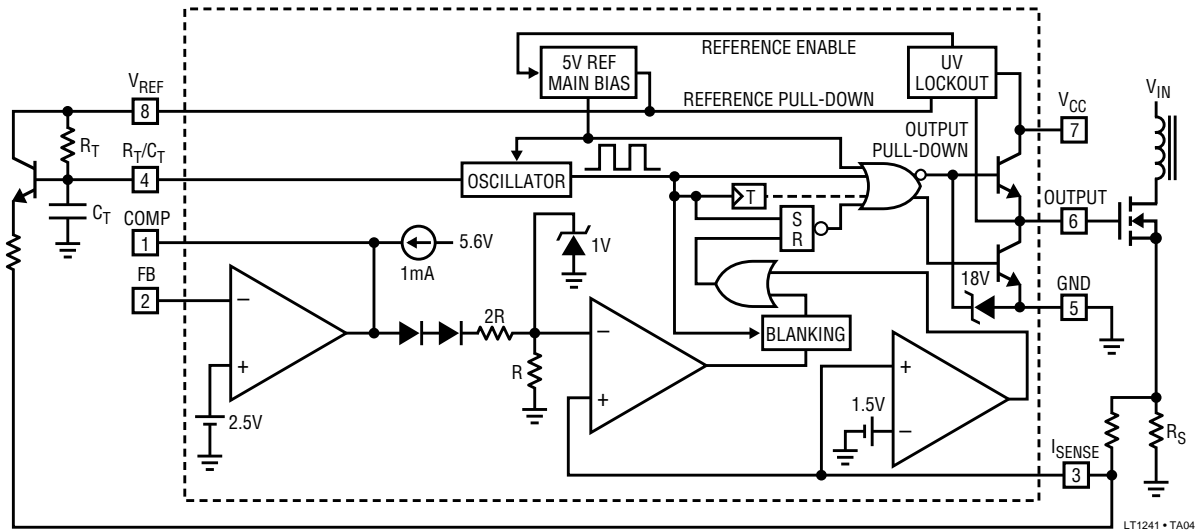 REFERENCE ENABLE
5V REF
MAIN BIAS
UV
LOCKOUT
V_REF
8
REFERENCE PULL-DOWN
V_CC
7
V_IN
R_T
R_T/C_T
4
OSCILLATOR
OUTPUT
PULL-DOWN
T
S
R
OUTPUT
6
C_T
COMP
1
5.6V
1mA
1V
FB
2
18V
GND
5
2R
R
BLANKING
–
+
2.5V
–
+
+
–
1.5V
R_S
I_SENSE
3
LT1241 • TA04